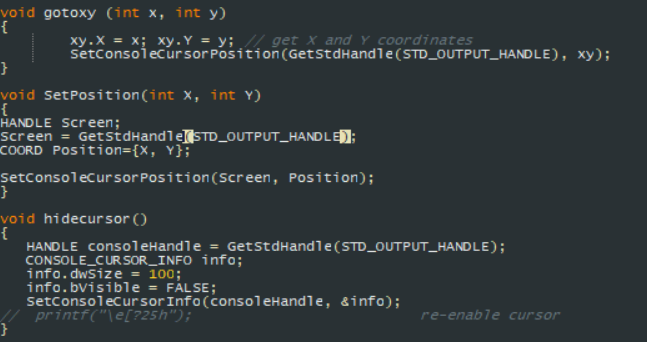 void gotoxy (int x, int y)
{
        xy.X = x; xy.Y = y; // get X and Y coordinates
        SetConsoleCursorPosition(GetStdHandle(STD_OUTPUT_HANDLE), xy);
}
void SetPosition(int X, int Y)
{
HANDLE Screen;
Screen = GetStdHandle(STD_OUTPUT_HANDLE);
COORD Position={X, Y};
SetConsoleCursorPosition(Screen, Position);
}
void hidecursor()
{
   HANDLE consoleHandle = GetStdHandle(STD_OUTPUT_HANDLE);
   CONSOLE_CURSOR_INFO info;
   info.dwSize = 100;
   info.bVisible = FALSE;
   SetConsoleCursorInfo(consoleHandle, &info);
//  printf("\e[?25h");                          re-enable cursor
}